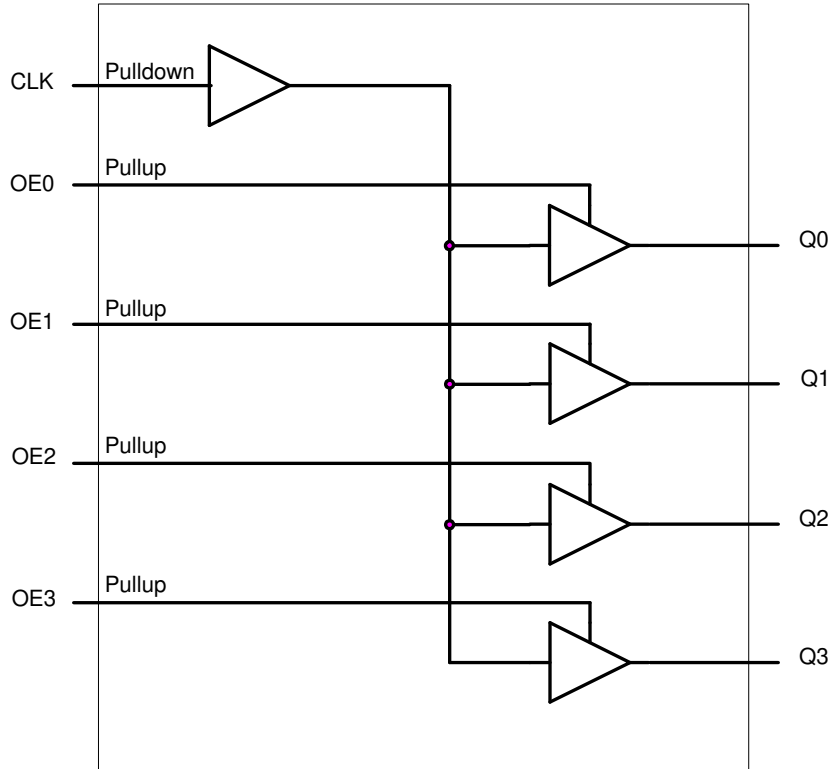 CLK
Pulldown
OE0
Pullup
Q0
OE1
Pullup
Q1
OE2
Pullup
Q2
OE3
Pullup
Q3